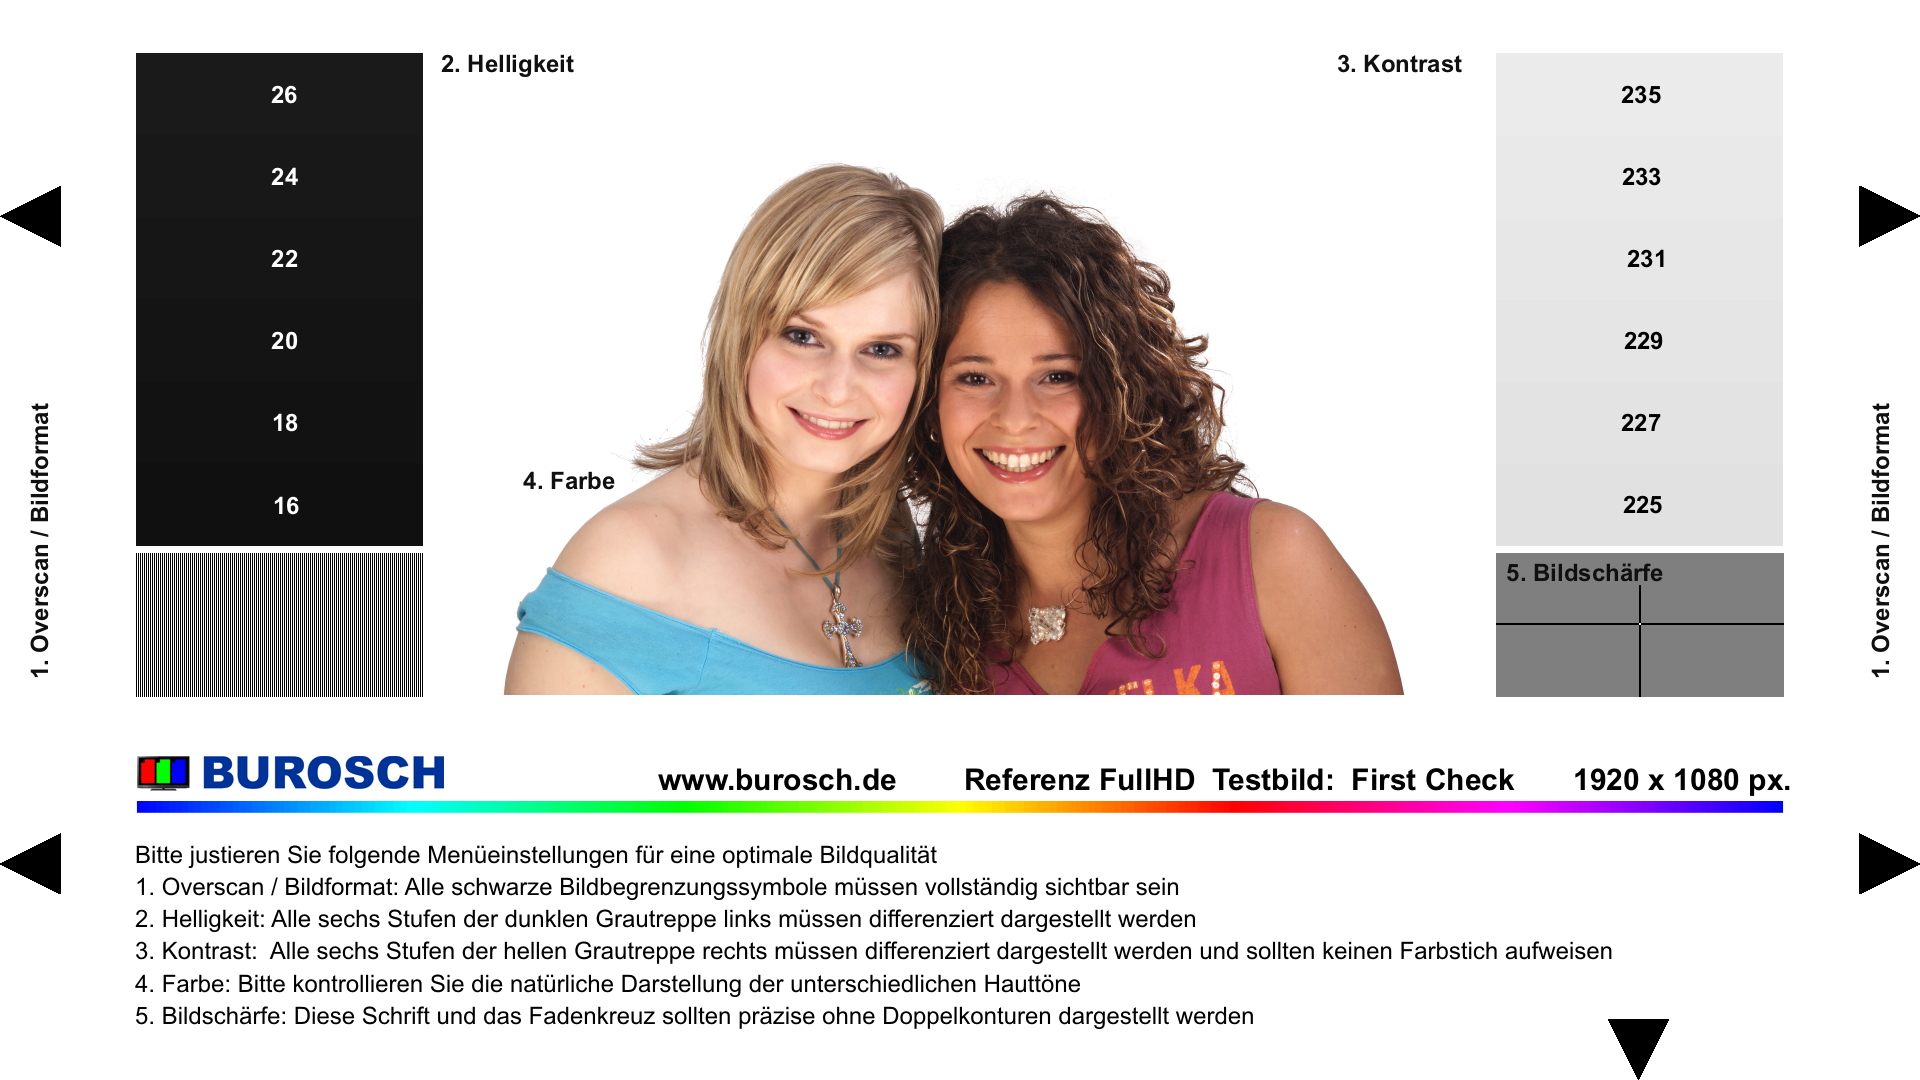 2. Helligkeit
3. Kontrast
26
24
22
20
18
16
235
233
231
229
227
225
1. Overscan / Bildformat
1. Overscan / Bildformat
4. Farbe
5. Bildschärfe
BUROSCH
www.burosch.de Referenz FullHD Testbild: First Check 1920 x 1080 px.
Bitte justieren Sie folgende Menüeinstellungen für eine optimale Bildqualität
1. Overscan / Bildformat: Alle schwarze Bildbegrenzungssymbole müssen vollständig sichtbar sein
2. Helligkeit: Alle sechs Stufen der dunklen Grautreppe links müssen differenziert dargestellt werden
3. Kontrast: Alle sechs Stufen der hellen Grautreppe rechts müssen differenziert dargestellt werden und sollten keinen Farbstich aufweisen
4. Farbe: Bitte kontrollieren Sie die natürliche Darstellung der unterschiedlichen Hauttöne
5. Bildschärfe: Diese Schrift und das Fadenkreuz sollten präzise ohne Doppelkonturen dargestellt werden